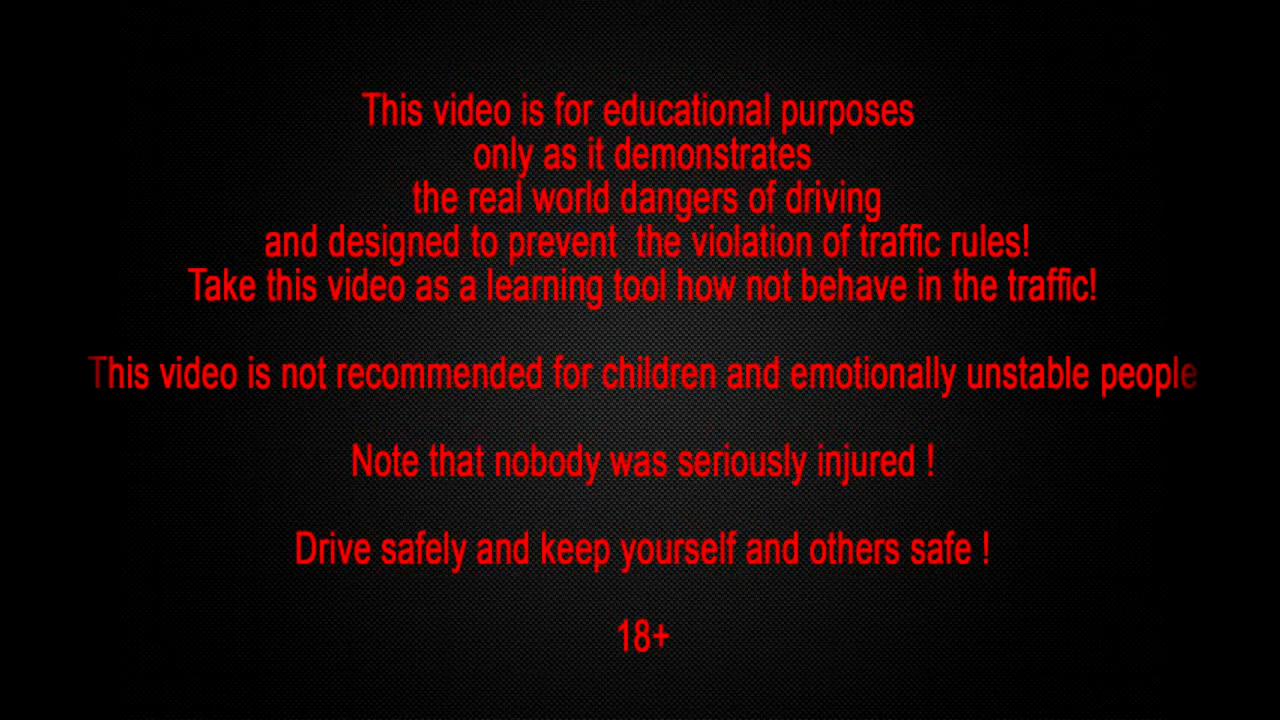 This video is for educational purposes
only as it demonstrates
the real world dangers of driving
and designed to prevent  the violation of traffic rules!
Take this video as a learning tool how not behave in the traffic!
This video is not recommended for children and emotionally unstable people
Note that nobody was seriously injured !
Drive safely and keep yourself and others safe !
18+